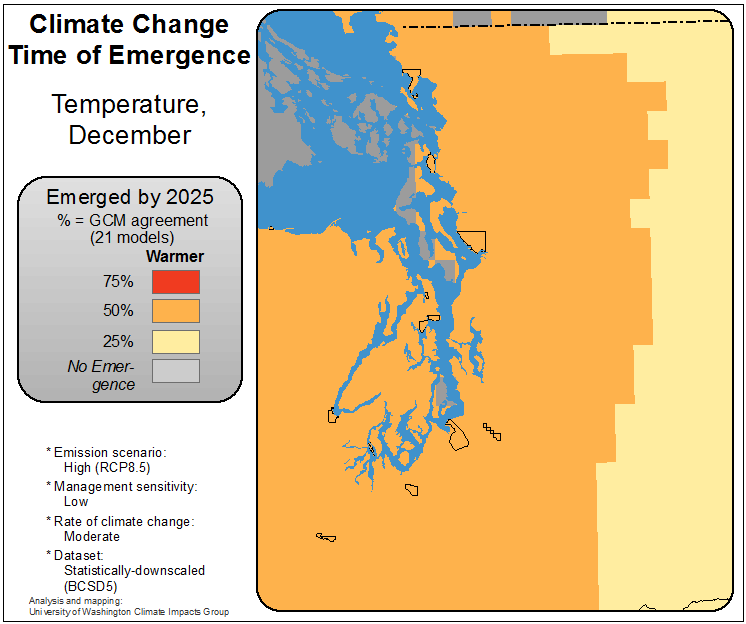 Climate Change
Time of Emergence
Temperature,
December
Emerged by 2025
% = GCM agreement
(21 models)
Warmer
75%
50%
25%
No Emer-
gence
* Emission scenario:
High (RCP8.5)
* Management sensitivity:
Low
* Rate of climate change:
Moderate
* Dataset:
Statistically-downscaled
(BCSD5)
Analysis and mapping:
University of Washington Climate Impacts Group